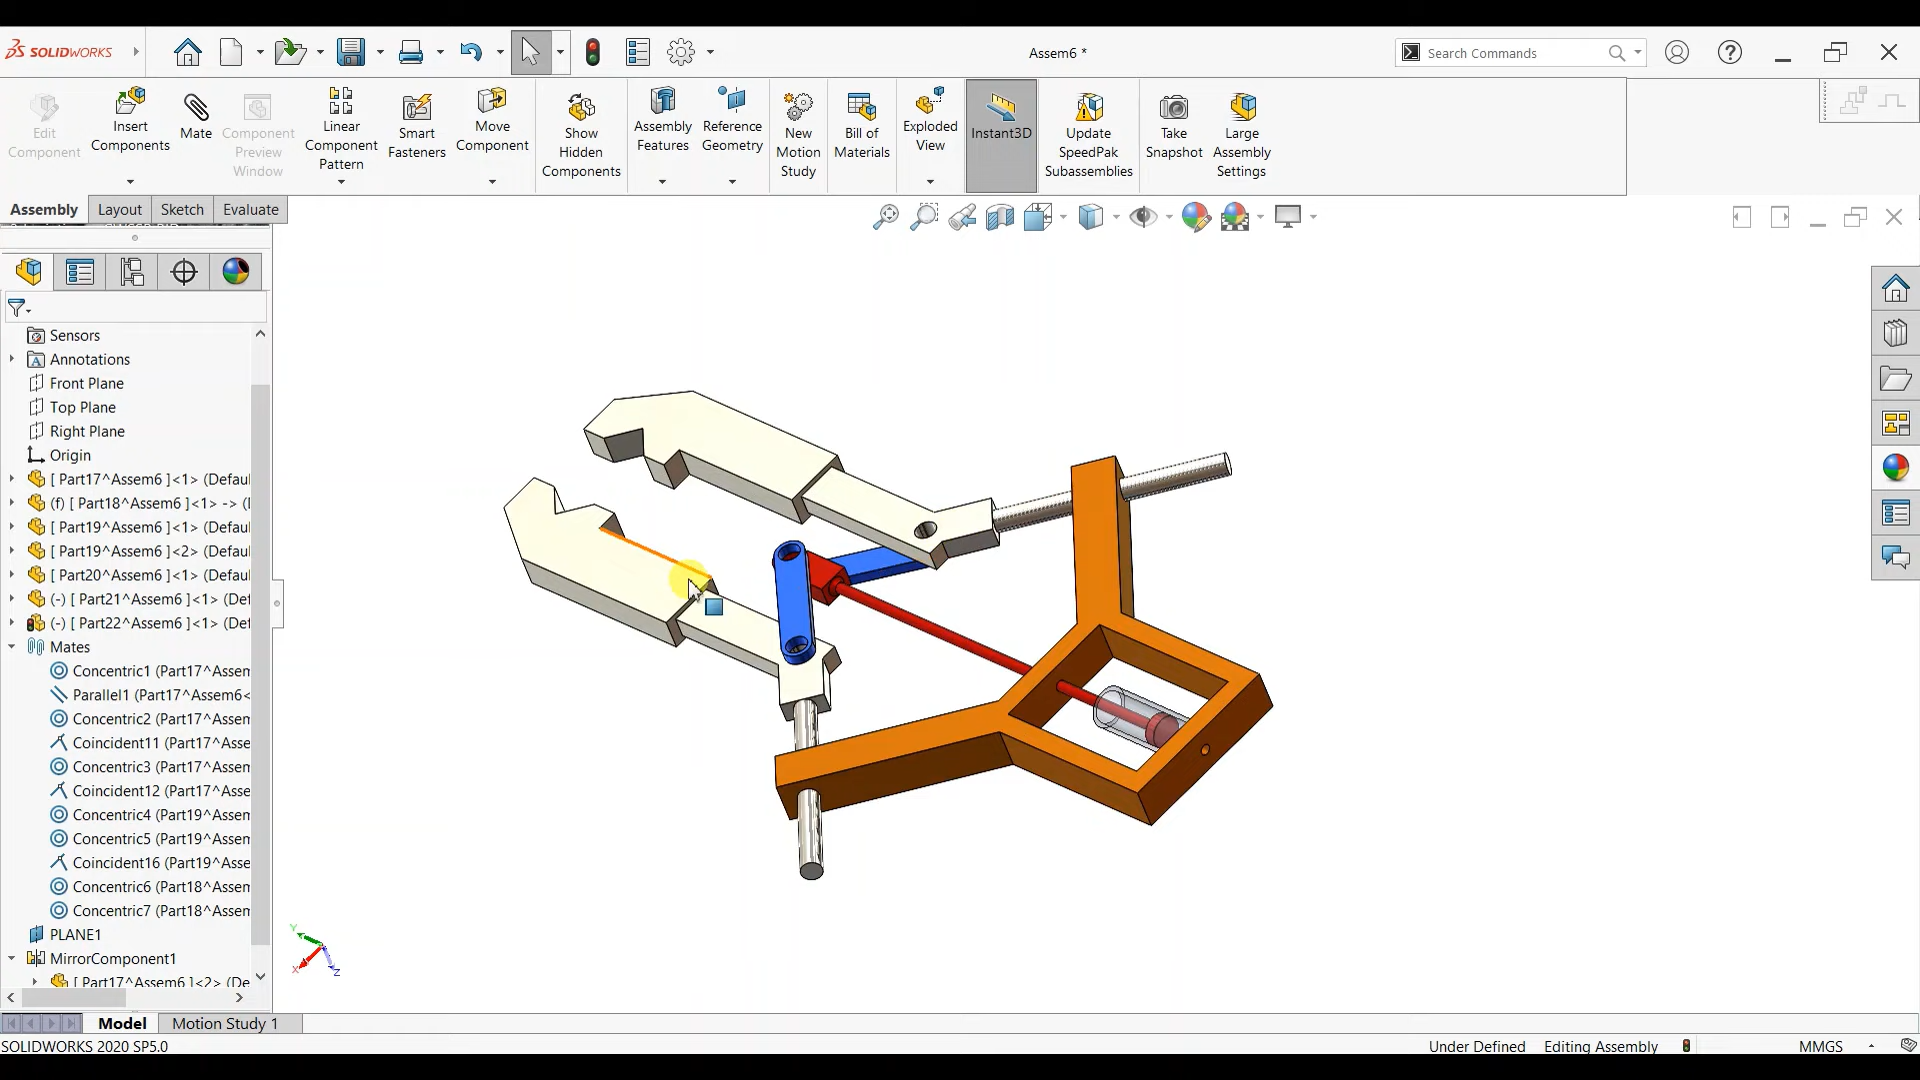 SOLIDWORKS
Assem6 *
Search Commands
Edit
Component
Insert
Components
Mate
Component
Preview
Window
Linear
Component
Pattern
Smart
Fasteners
Move
Component
Show
Hidden
Components
Assembly
Features
Reference
Geometry
New
Motion
Study
Bill of
Materials
Exploded
View
Instant3D
Update
SpeedPak
Subassemblies
Take
Snapshot
Large
Assembly
Settings
Assembly Layout Sketch Evaluate
Sensors
Annotations
Front Plane
Top Plane
Right Plane
Origin
[ Part17^Assem6 ]<1> (Defaul
(f) [ Part18^Assem6 ]<1> -> (
[ Part19^Assem6 ]<1> (Defaul
[ Part19^Assem6 ]<2> (Defaul
[ Part20^Assem6 ]<1> (Defaul
(-) [ Part21^Assem6 ]<1> (Def
(-) [ Part22^Assem6 ]<1> (Def
Mates
Concentric1 (Part17^Assem
Parallel1 (Part17^Assem6<
Concentric2 (Part17^Assem
Coincident11 (Part17^Asse
Concentric3 (Part17^Assem
Coincident12 (Part17^Asse
Concentric4 (Part19^Assem
Concentric5 (Part19^Assem
Coincident16 (Part19^Asse
Concentric6 (Part18^Assem
Concentric7 (Part18^Assem
PLANE1
MirrorComponent1
[ Part17^Assem6 ]<2> (De
Y
X
Z
Model Motion Study 1
SOLIDWORKS 2020 SP5.0
Under Defined Editing Assembly MMGS